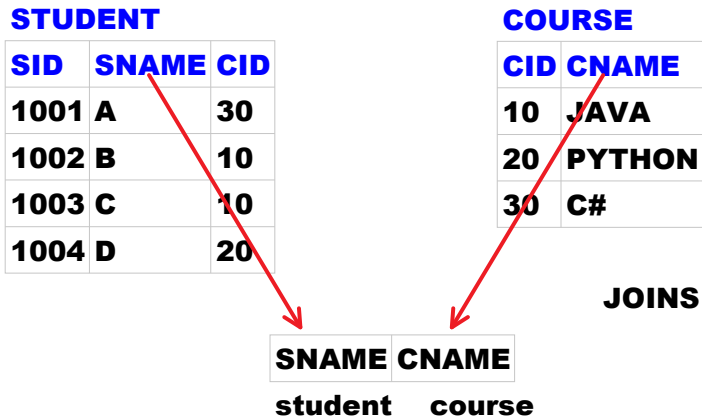 STUDENT
SID SNAME CID
1001 A 30
1002 B 10
1003 C 10
1004 D 20
COURSE
CID CNAME
10 JAVA
20 PYTHON
30 C#
JOINS
SNAME CNAME
student course